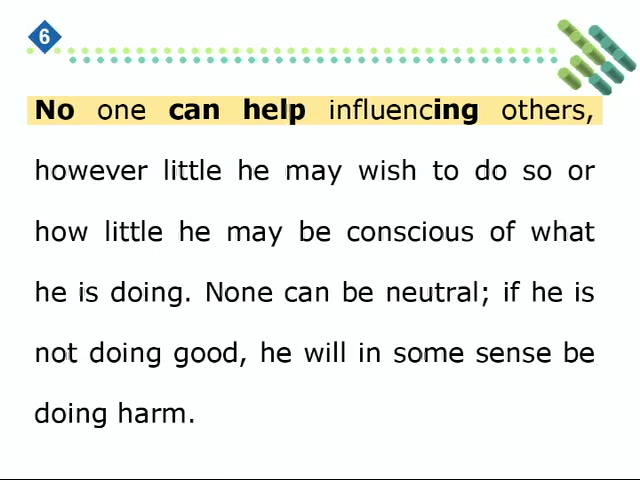 6
No one can help influencing others,
however little he may wish to do so or
how little he may be conscious of what
he is doing. None can be neutral; if he is
not doing good, he will in some sense be
doing harm.